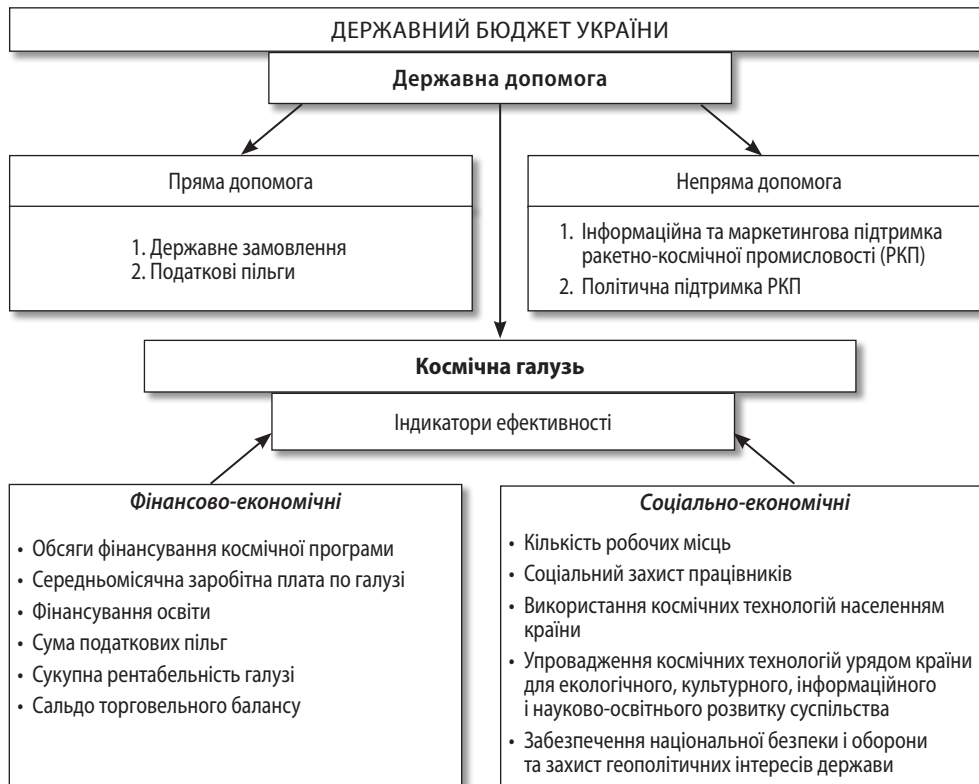 ДЕРЖАВНИЙ БЮДЖЕТ УКРАЇНИ
Державна допомога
Пряма допомога
1. Державне замовлення
2. Податкові пільги
Непряма допомога
1. Інформаційна та маркетингова підтримка
ракетно-космічної промисловості (РКП)
2. Політична підтримка РКП
Космічна галузь
Індикатори ефективності
Фінансово-економічні
• Обсяги фінансування космічної програми
• Середньомісячна заробітна плата по галузі
• Фінансування освіти
• Сума податкових пільг
• Сукупна рентабельність галузі
• Сальдо торговельного балансу
Соціально-економічні
• Кількість робочих місць
• Соціальний захист працівників
• Використання космічних технологій населенням
країни
• Упровадження космічних технологій урядом країни
для екологічного, культурного, інформаційного
і науково-освітнього розвитку суспільства
• Забезпечення національної безпеки і оборони
та захист геополітичних інтересів держави